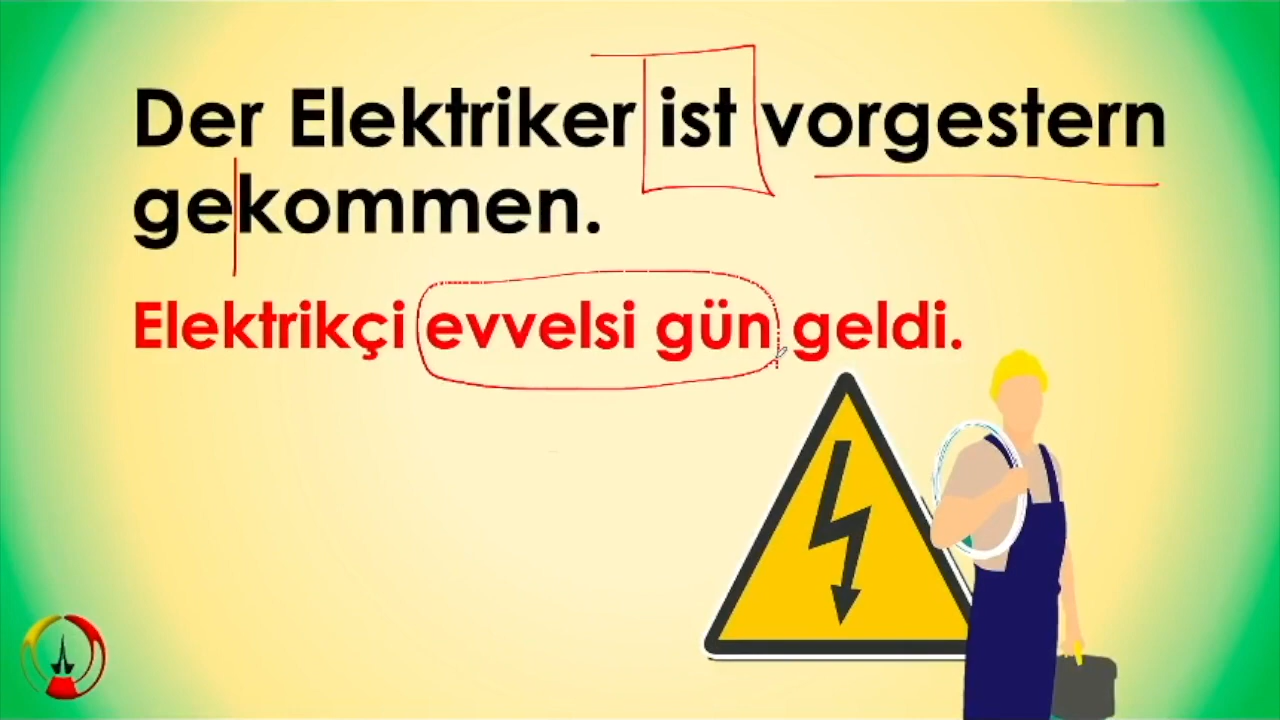 Der Elektriker ist vorgestern
gekommen.
Elektrikçi evvelsi gün geldi.